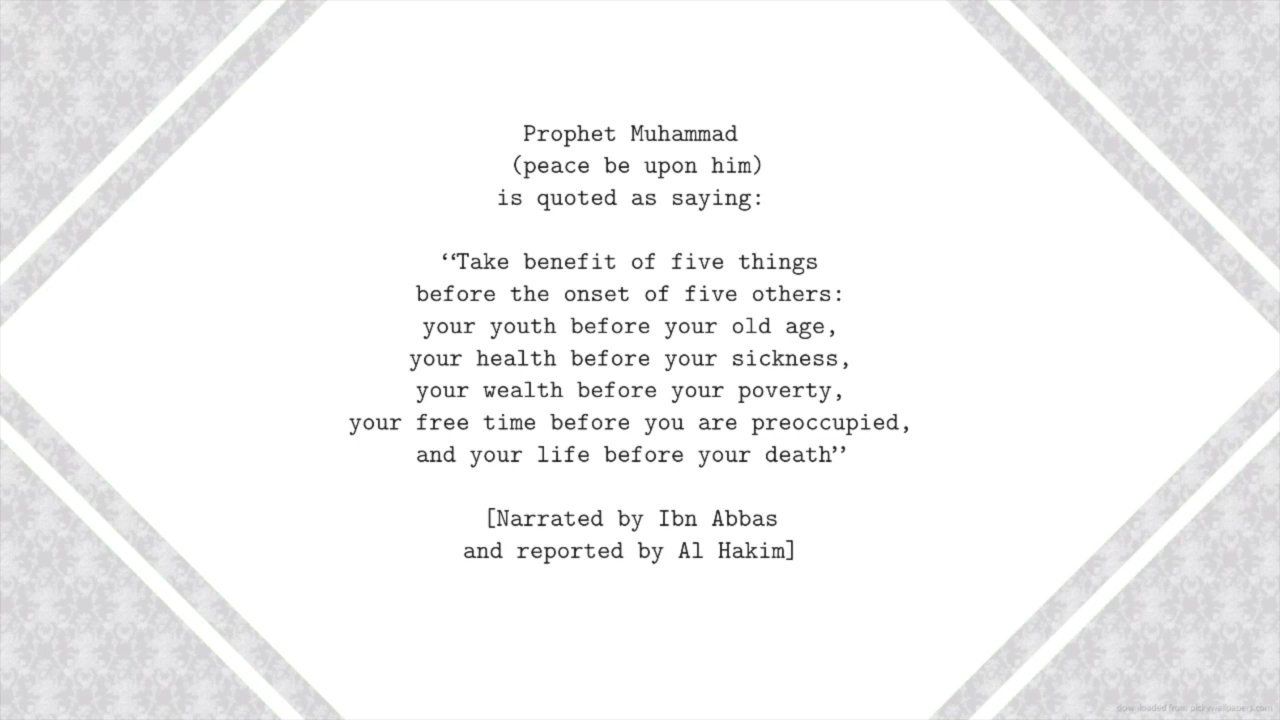 Prophet Muhammad
(peace be upon him)
is quoted as saying:
“Take benefit of five things
before the onset of five others:
your youth before your old age,
your health before your sickness,
your wealth before your poverty,
your free time before you are preoccupied,
and your life before your death”
[Narrated by Ibn Abbas
and reported by Al Hakim]
downloaded from